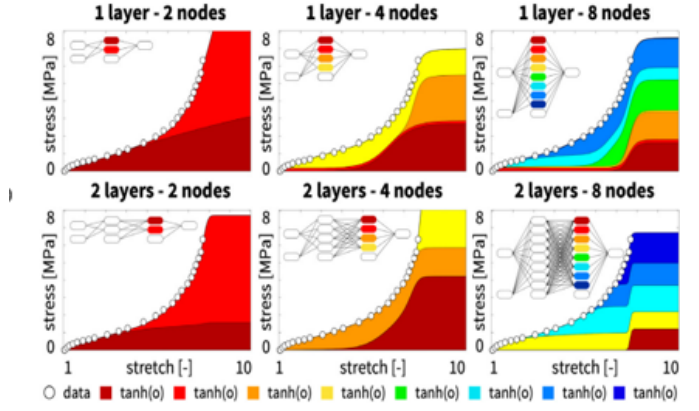 1 layer - 2 nodes
1 layer - 4 nodes
1 layer - 8 nodes
8
8
8
stress [MPa]
stress [MPa]
stress [MPa]
0
0
0
2 layers - 2 nodes
2 layers - 4 nodes
2 layers - 8 nodes
8
8
8
stress [MPa]
stress [MPa]
stress [MPa]
0
0
0
1 stretch [-] 10
1 stretch [-] 10
1 stretch [-] 10
data tanh(o) tanh(o) tanh(o) tanh(o) tanh(o) tanh(o) tanh(o) tanh(o)